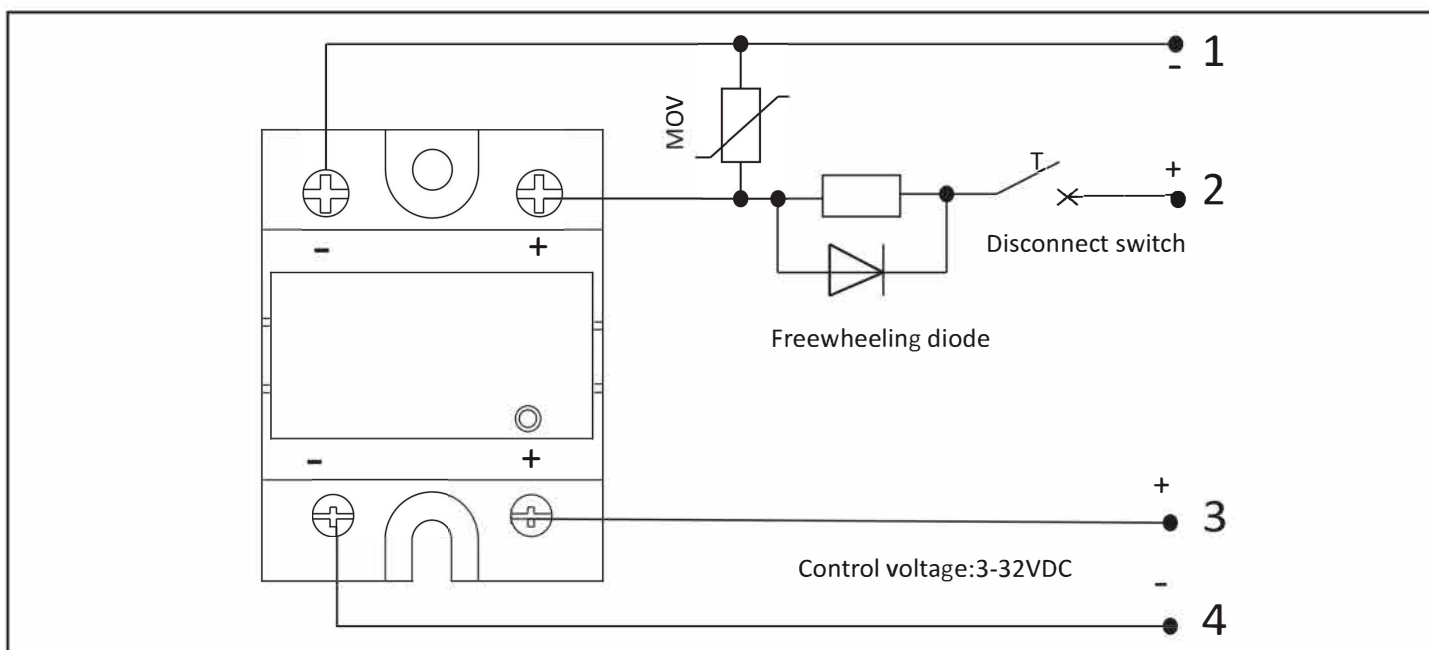 1
-
MOV
T
+
2
Disconnect switch
- +
Freewheeling diode
- +
+
3
Control voltage:3-32VDC
-
4